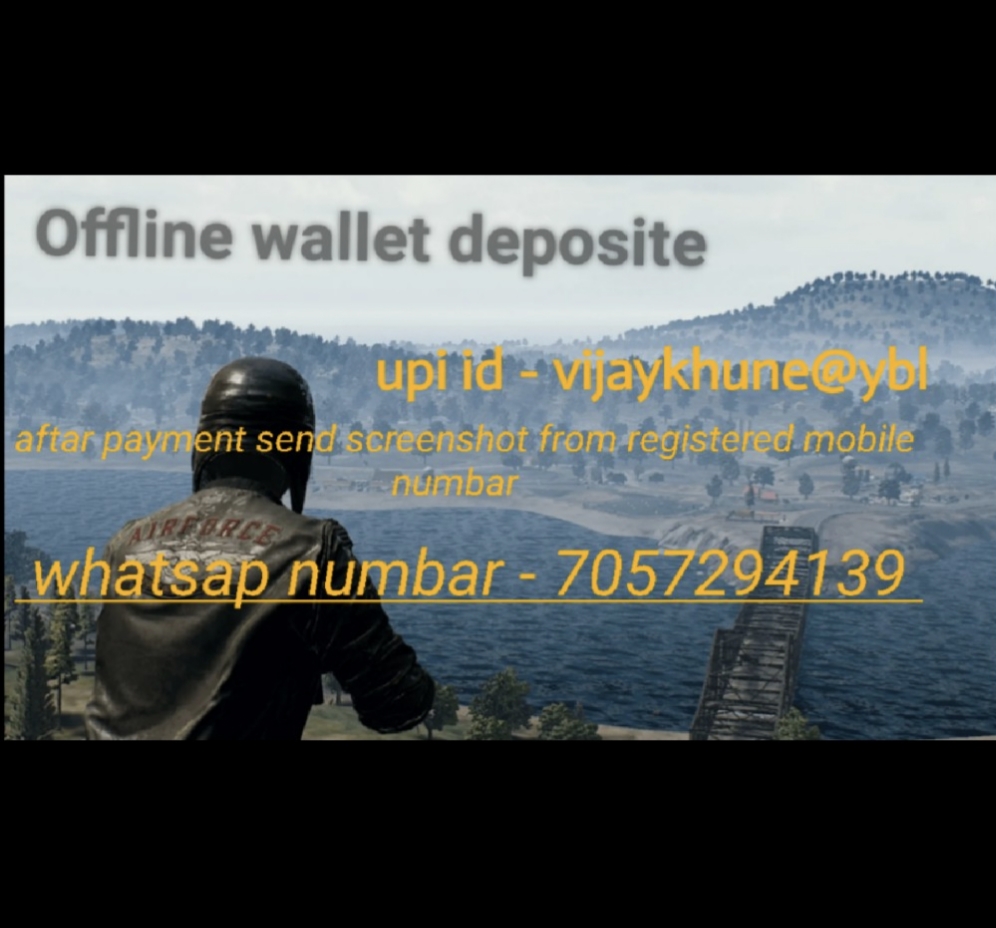 Offline wallet deposite
upi id - vijaykhune@ybl
aftar payment send screenshot from registered mobile
numbar
AIRFORCE
whatsap numbar - 7057294139